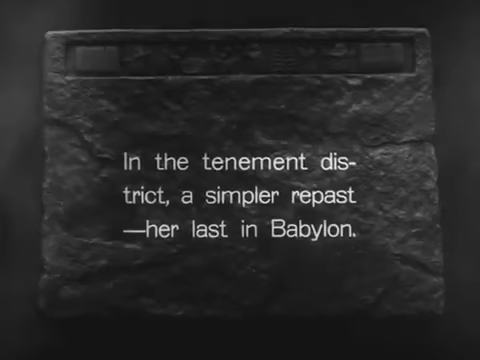 In the tenement dis-
trict, a simpler repast
—her last in Babylon.